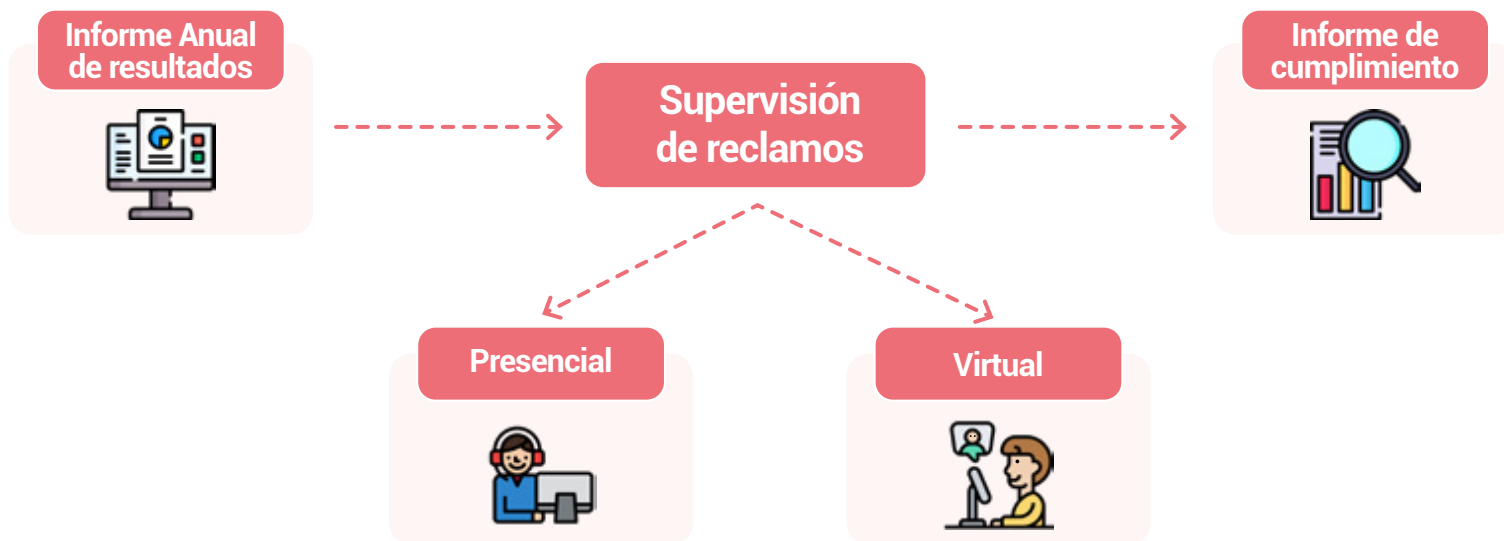 Informe Anual
de resultados
Supervisión
de reclamos
Informe de
cumplimiento
Presencial
Virtual